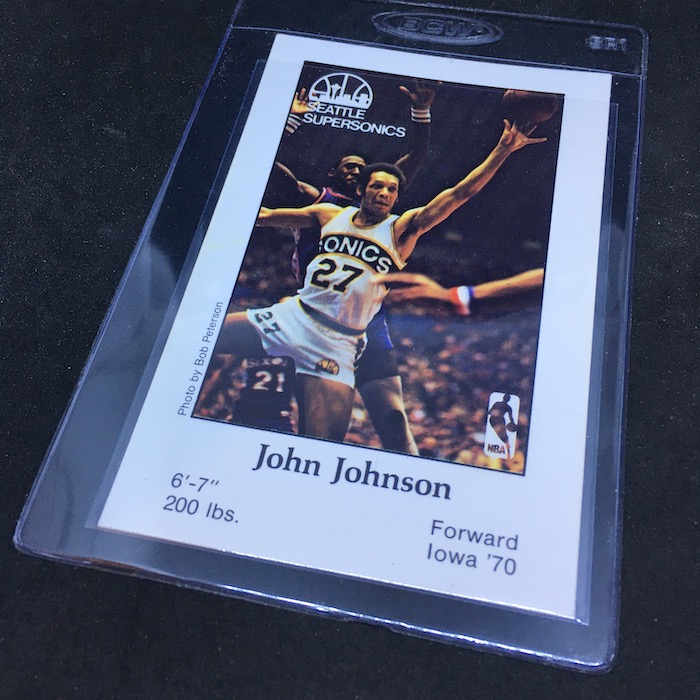 BCW
SEATTLE
SUPERSONICS
SONICS
27
27
21
NBA
Photo by Bob Peterson
John Johnson
6'-7"
200 lbs.
Forward
Iowa '70